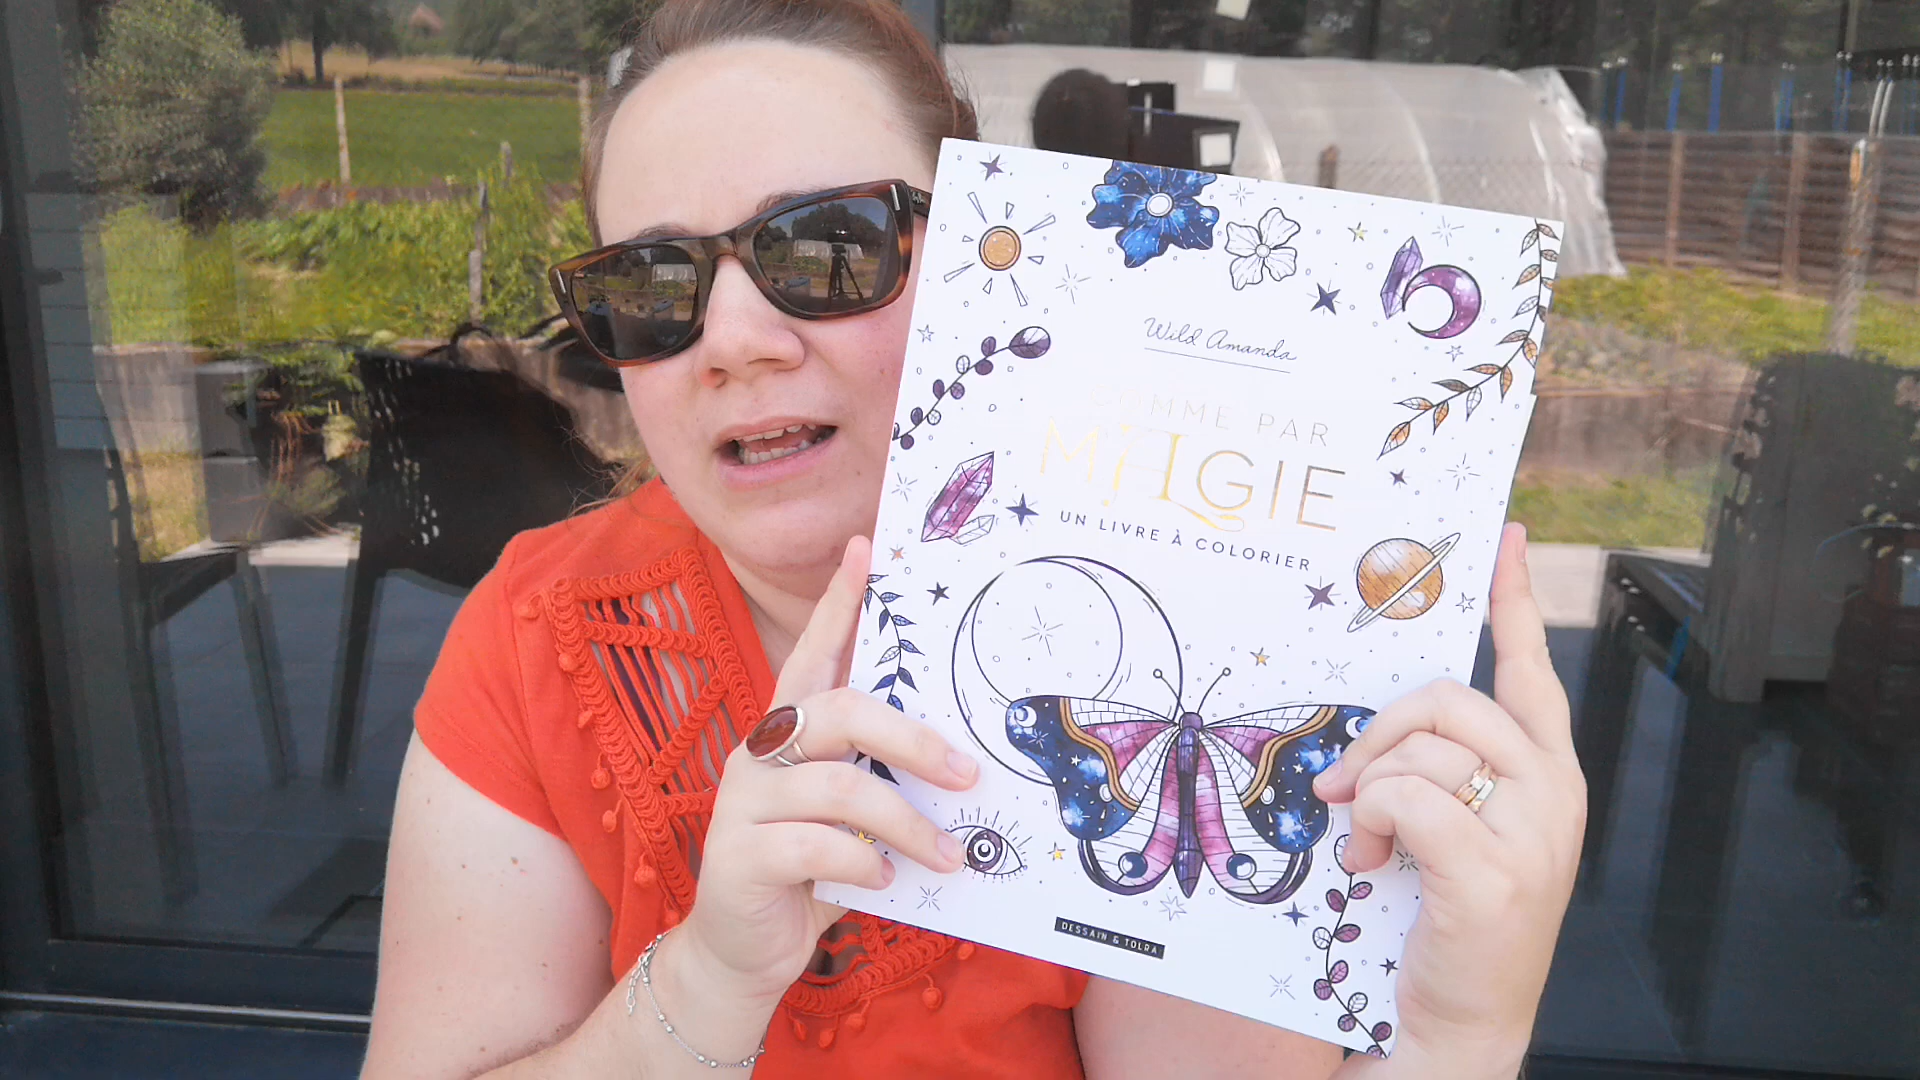 Wild Amanda
COMME PAR
MAGIE
UN LIVRE À COLORIER
DESSAIN & TOLRA